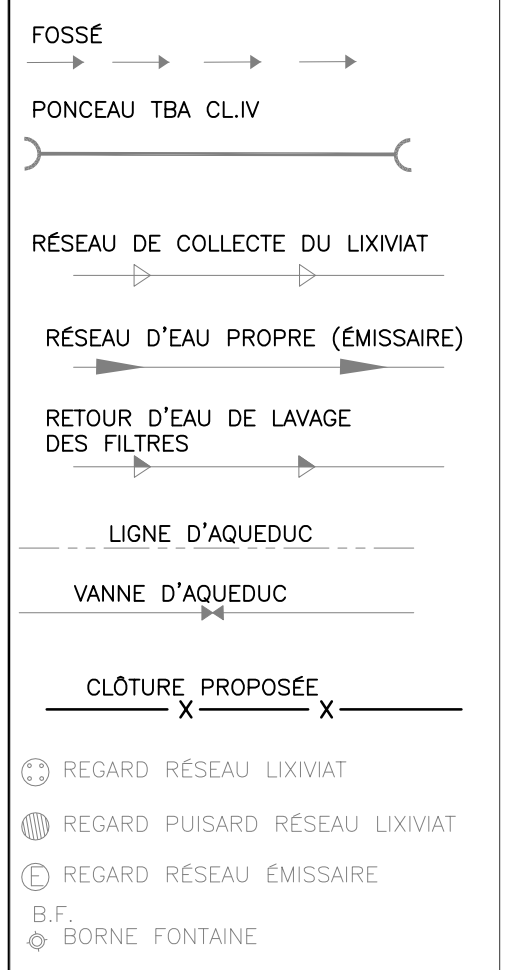 FOSSÉ
PONCEAU TBA CL.IV
RÉSEAU DE COLLECTE DU LIXIVIAT
RÉSEAU D'EAU PROPRE (ÉMISSAIRE)
RETOUR D'EAU DE LAVAGE
DES FILTRES
LIGNE D'AQUEDUC
VANNE D'AQUEDUC
CLÔTURE PROPOSÉE
X X
REGARD RÉSEAU LIXIVIAT
REGARD PUISARD RÉSEAU LIXIVIAT
E REGARD RÉSEAU ÉMISSAIRE
B.F.
BORNE FONTAINE